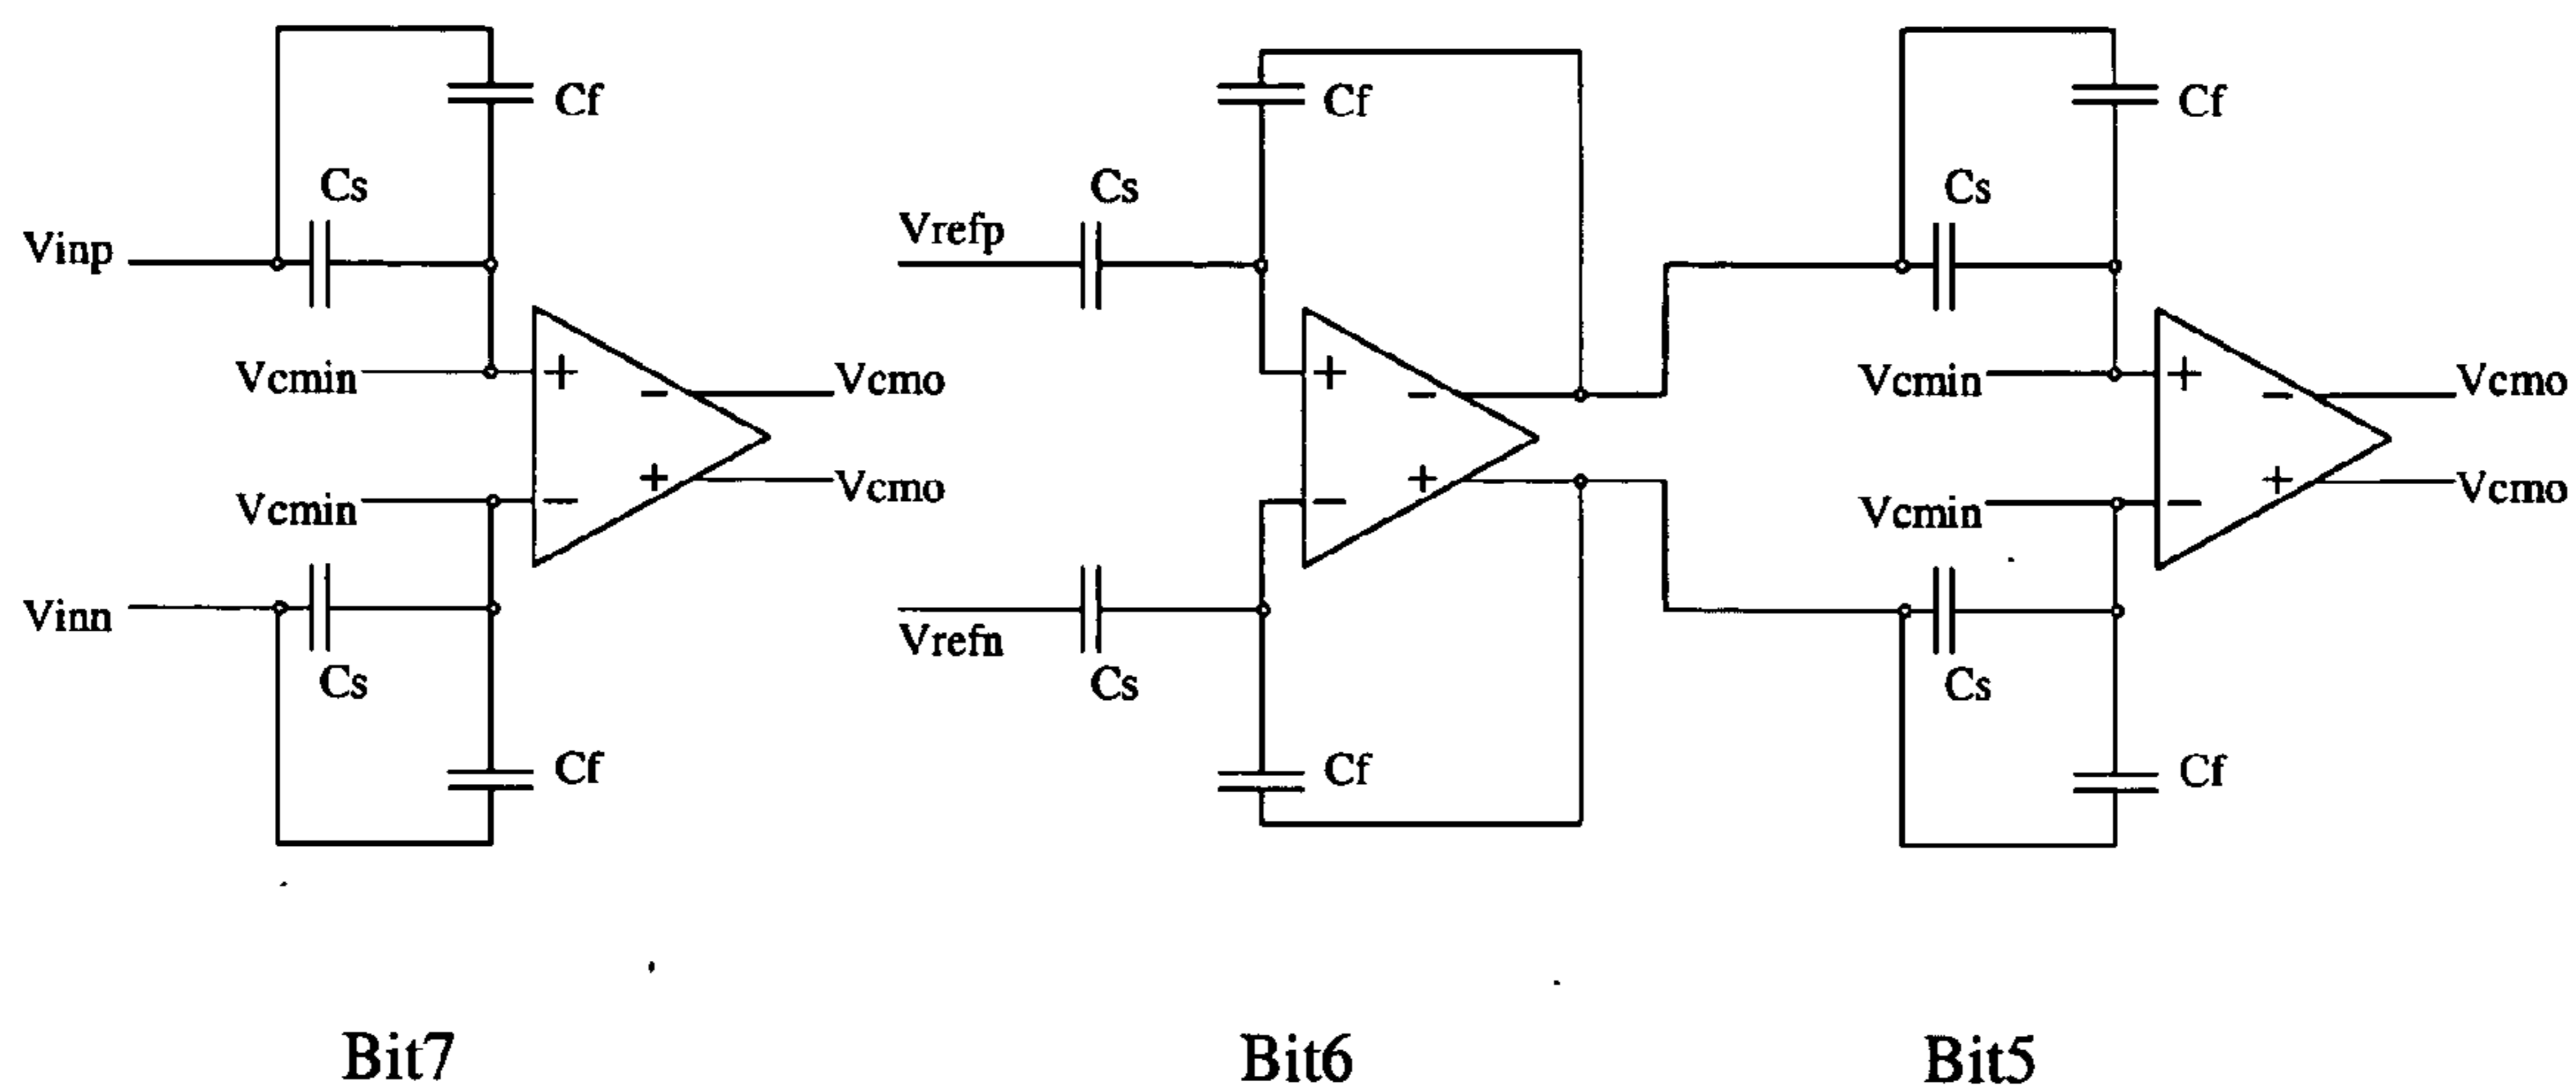 Cf
Cs
Vinp
Vcmin
+
−
Vcmo
+
Vcmo
Vcmin
−
Vinn
Cs
Cf
Bit7
Cf
Cs
Vrefp
+
−
+
−
Vrefn
Cs
Cf
Bit6
Cf
Cs
Vcmin
+
−
Vcmo
+
Vcmo
Vcmin
−
Cs
Cf
Bit5